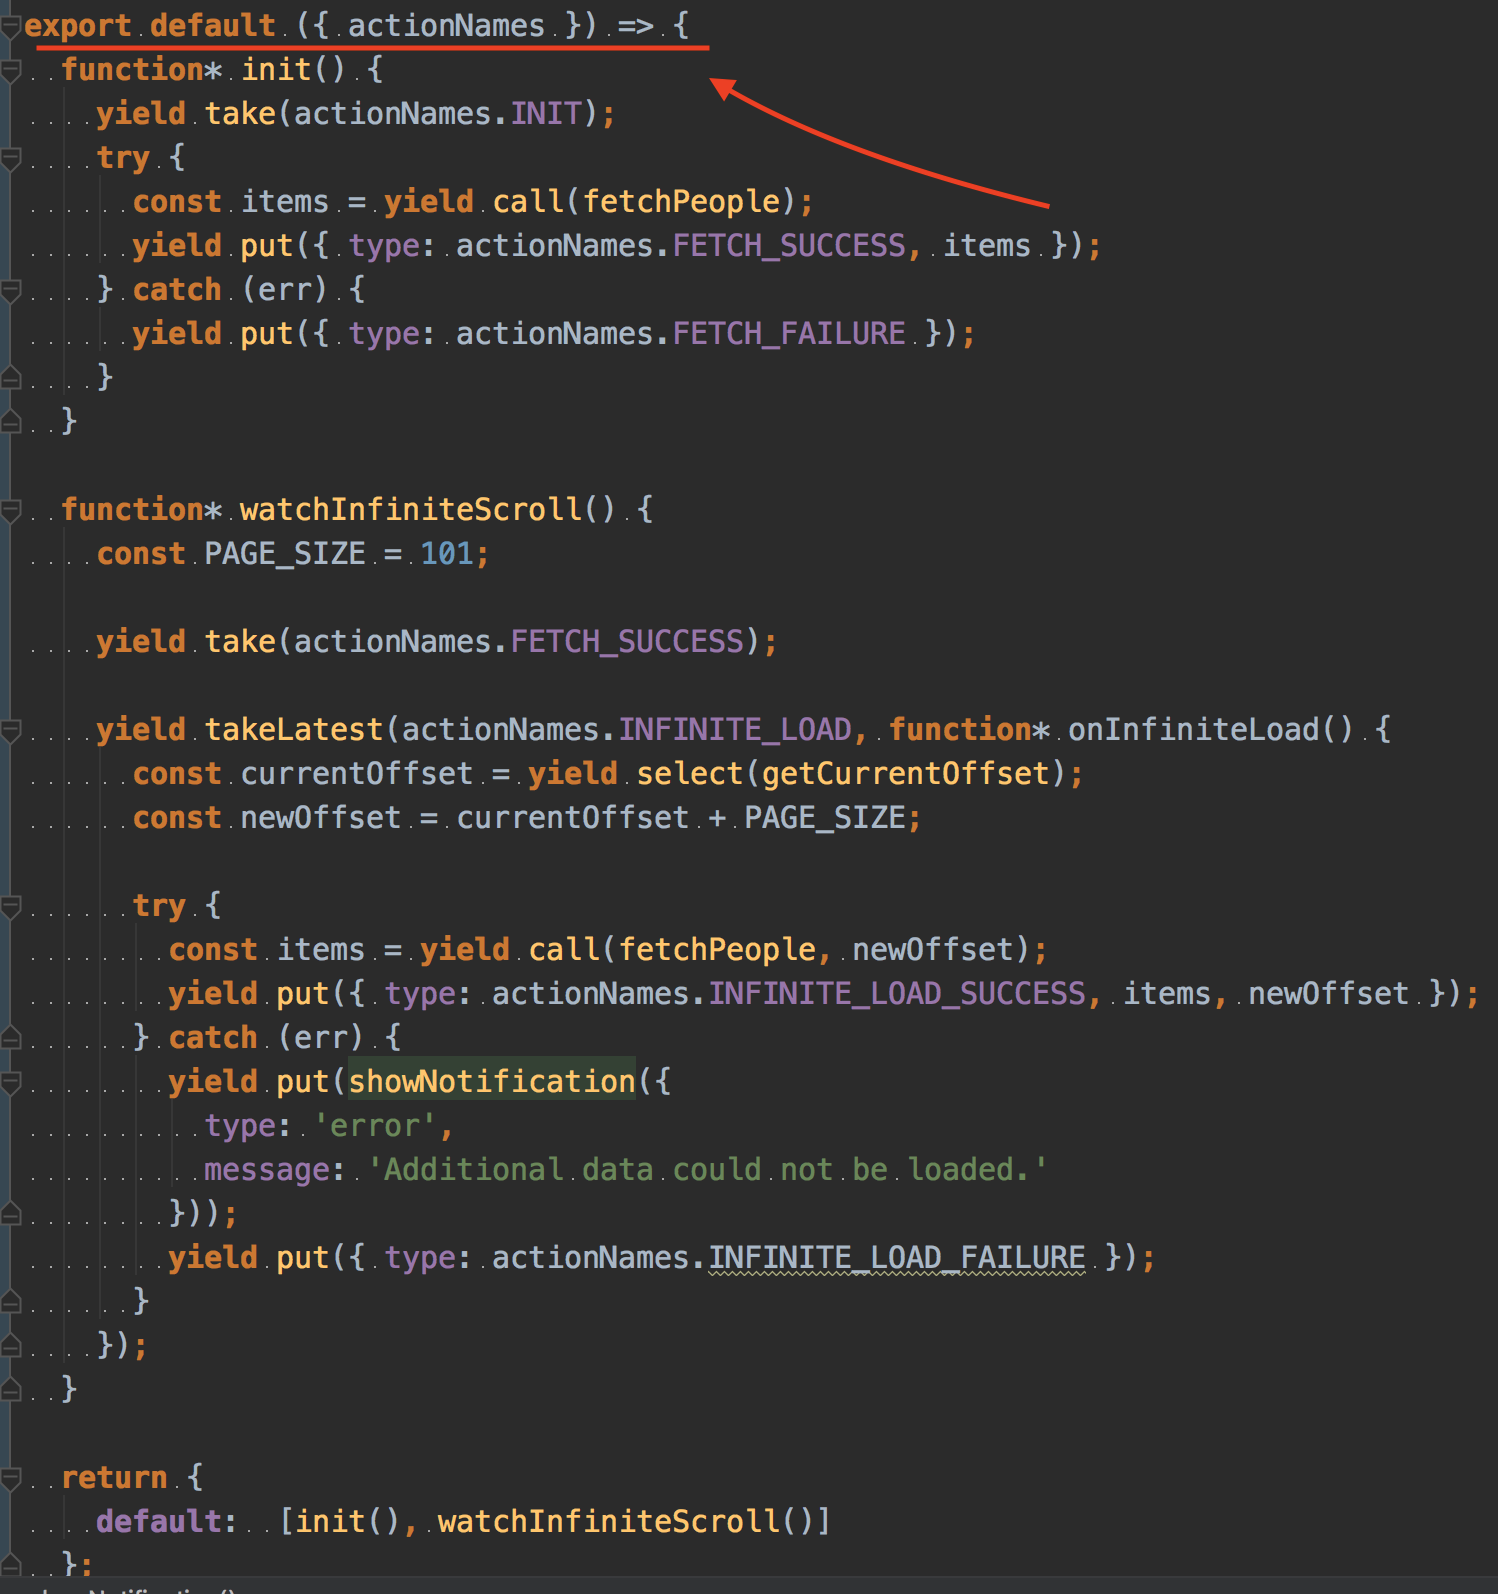 export default ({ actionNames }) => {
  function* init() {
    yield take(actionNames.INIT);
    try {
      const items = yield call(fetchPeople);
      yield put({ type: actionNames.FETCH_SUCCESS, items });
    } catch (err) {
      yield put({ type: actionNames.FETCH_FAILURE });
    }
  }

  function* watchInfiniteScroll() {
    const PAGE_SIZE = 101;

    yield take(actionNames.FETCH_SUCCESS);

    yield takeLatest(actionNames.INFINITE_LOAD, function* onInfiniteLoad() {
      const currentOffset = yield select(getCurrentOffset);
      const newOffset = currentOffset + PAGE_SIZE;

      try {
        const items = yield call(fetchPeople, newOffset);
        yield put({ type: actionNames.INFINITE_LOAD_SUCCESS, items, newOffset });
      } catch (err) {
        yield put(showNotification({
          type: 'error',
          message: 'Additional data could not be loaded.'
        }));
        yield put({ type: actionNames.INFINITE_LOAD_FAILURE });
      }
    });
  }

  return {
    default:  [init(), watchInfiniteScroll()]
  };